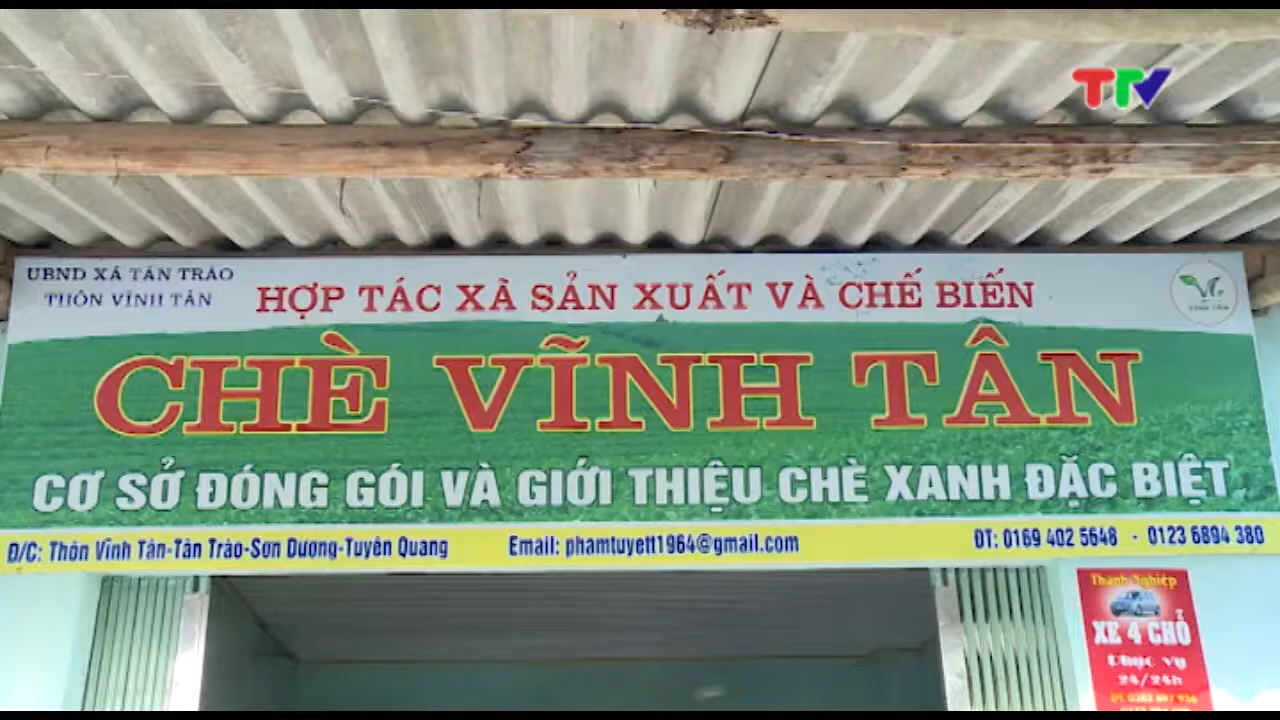 TTV
UBND XÃ TÂN TRÀO
THÔN VĨNH TÂN
HỢP TÁC XÃ SẢN XUẤT VÀ CHẾ BIẾN
VĨNH TÂN
CHÈ VĨNH TÂN
CƠ SỞ ĐÓNG GÓI VÀ GIỚI THIỆU CHÈ XANH ĐẶC BIỆT
Đ/C: Thôn Vĩnh Tân-Tân Trào-Sơn Dương-Tuyên Quang
Email: phamtuyett1964@gmail.com
ĐT: 0169 402 5648 - 0123 6894 380
Thanh Nghiệp
XE 4 CHỖ
Phục vụ
24/24h